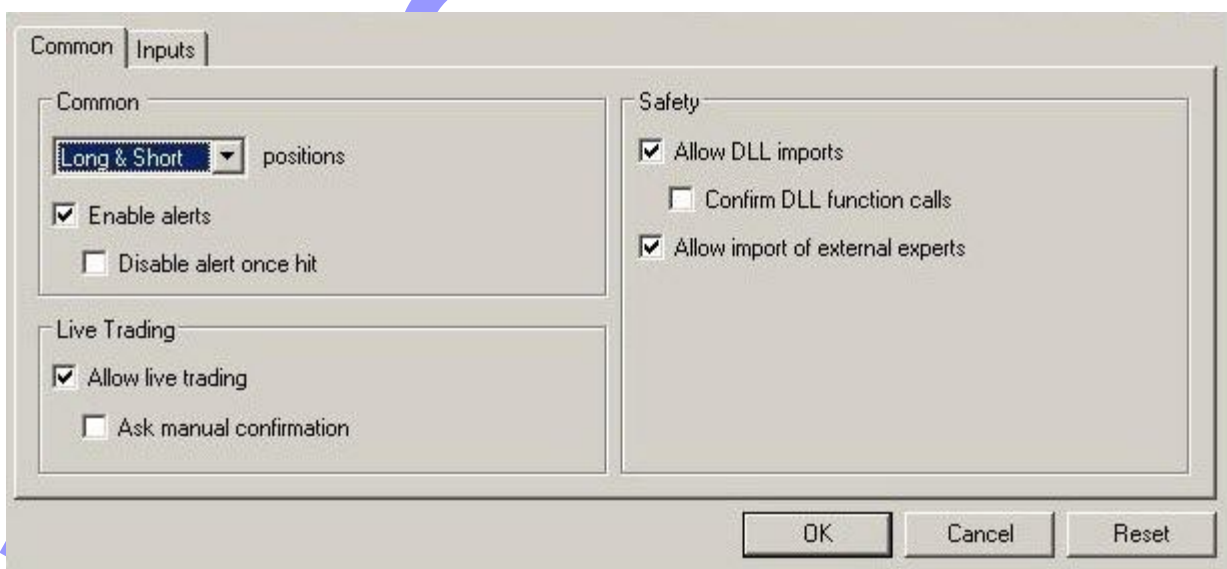 Common
Inputs
Common
Long & Short
positions
Enable alerts
Disable alert once hit
Live Trading
Allow live trading
Ask manual confirmation
Safety
Allow DLL imports
Confirm DLL function calls
Allow import of external experts
OK
Cancel
Reset